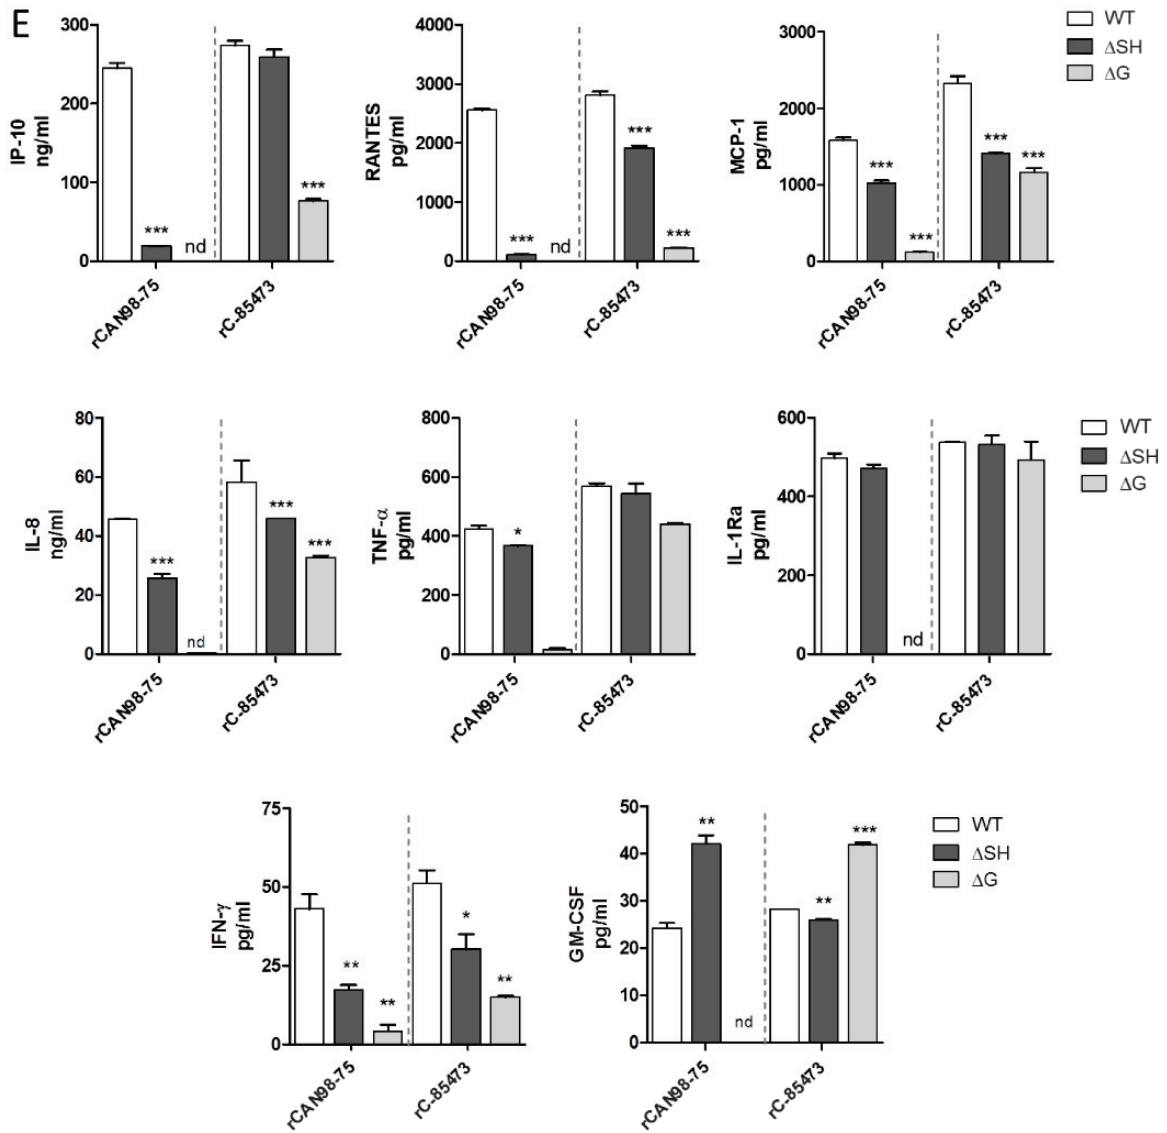 E
WT
ΔSH
ΔG
IP-10
ng/ml
300
200
100
0
***
nd
***
rCAN98-75
rC-85473
RANTES
pg/ml
4000
3000
2000
1000
0
***
nd
***
***
rCAN98-75
rC-85473
MCP-1
pg/ml
3000
2000
1000
0
***
***
***
***
rCAN98-75
rC-85473
IL-8
ng/ml
80
60
40
20
0
***
nd
***
***
rCAN98-75
rC-85473
TNF-α
pg/ml
800
600
400
200
0
*
rCAN98-75
rC-85473
IL-1Ra
pg/ml
600
400
200
0
nd
rCAN98-75
rC-85473
WT
ΔSH
ΔG
IFN-γ
pg/ml
75
50
25
0
**
**
*
**
rCAN98-75
rC-85473
GM-CSF
pg/ml
50
40
30
20
10
0
**
nd
**
***
rCAN98-75
rC-85473
WT
ΔSH
ΔG